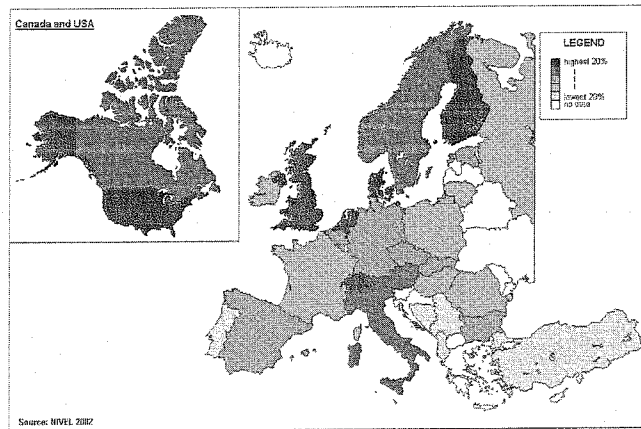 Canada and USA
LEGEND
highest 20%
lowest 20%
no data
Source: NIVEL 2002